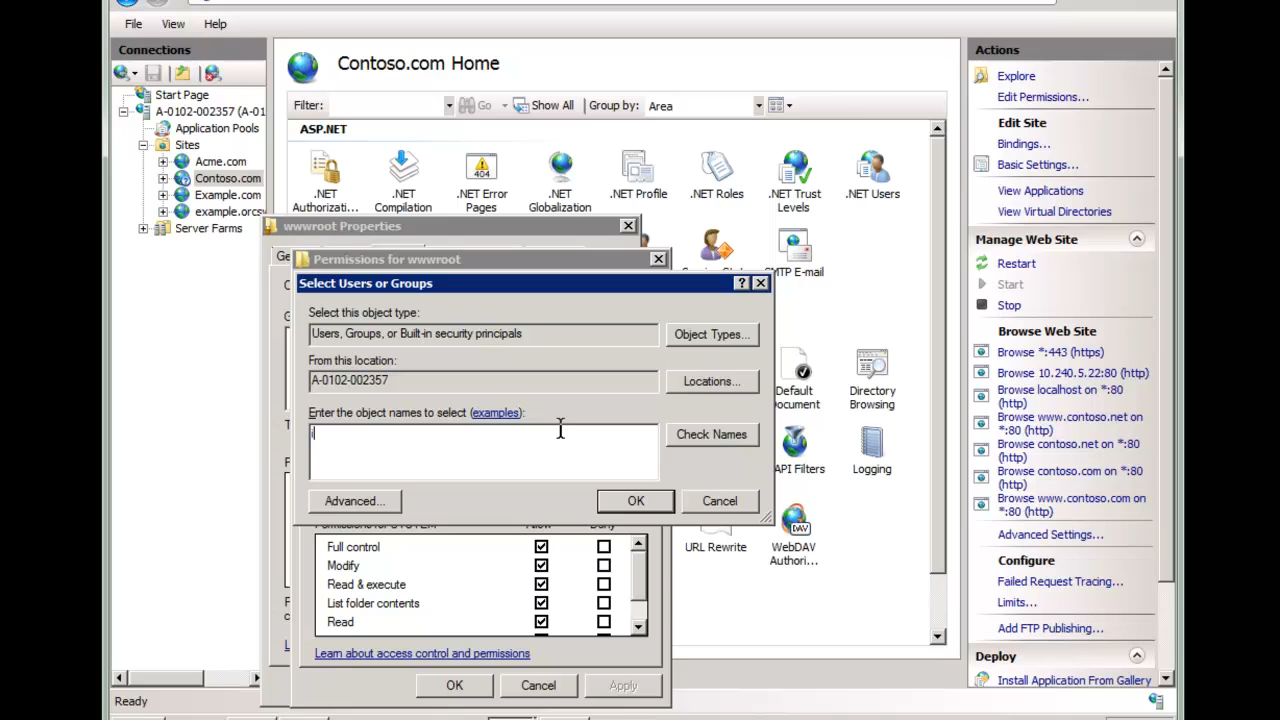 File View Help
Connections
Start Page
A-0102-002357 (A-01
Application Pools
Sites
Acme.com
Contoso.com
Example.com
example.orcs
Server Farms
Contoso.com Home
Filter:
Go
Show All
Group by:
Area
ASP.NET
.NET Authorizati...
.NET Compilation
.NET Error Pages
.NET Globalization
.NET Profile
.NET Roles
.NET Trust Levels
.NET Users
SMTP E-mail
Default Document
Directory Browsing
API Filters
Logging
URL Rewrite
WebDAV Authori...
wwwroot Properties
Ge
Permissions for wwwroot
Select Users or Groups
Select this object type:
Users, Groups, or Built-in security principals
Object Types...
From this location:
A-0102-002357
Locations...
Enter the object names to select (examples):
i
Check Names
Advanced...
OK
Cancel
Full control
Modify
Read & execute
List folder contents
Read
Learn about access control and permissions
OK
Cancel
Apply
Actions
Explore
Edit Permissions...
Edit Site
Bindings...
Basic Settings...
View Applications
View Virtual Directories
Manage Web Site
Restart
Start
Stop
Browse Web Site
Browse *:443 (https)
Browse 10.240.5.22:80 (http)
Browse localhost on *:80 (http)
Browse www.contoso.net on *:80 (http)
Browse contoso.net on *:80 (http)
Browse contoso.com on *:80 (http)
Browse www.contoso.com on *:80 (http)
Advanced Settings...
Configure
Failed Request Tracing...
Limits...
Add FTP Publishing...
Deploy
Install Application From Gallery
Ready